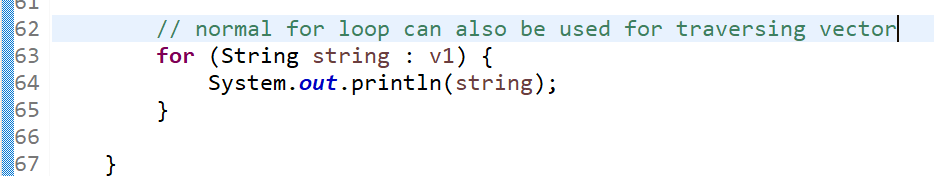 61
62 // normal for loop can also be used for traversing vector
63 for (String string : v1) {
64 System.out.println(string);
65 }
66
67 }